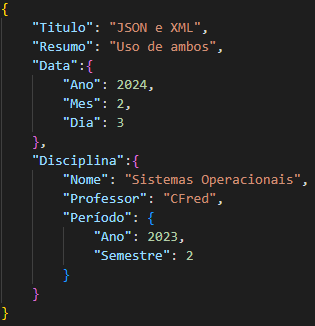 {
    "Titulo": "JSON e XML",
    "Resumo": "Uso de ambos",
    "Data":{
        "Ano": 2024,
        "Mes": 2,
        "Dia": 3
    },
    "Disciplina":{
        "Nome": "Sistemas Operacionais",
        "Professor": "CFred",
        "Período": {
            "Ano": 2023,
            "Semestre": 2
        }
    }
}